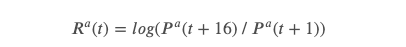 Rᵃ(t) = log(Pᵃ(t + 16) / Pᵃ(t + 1))